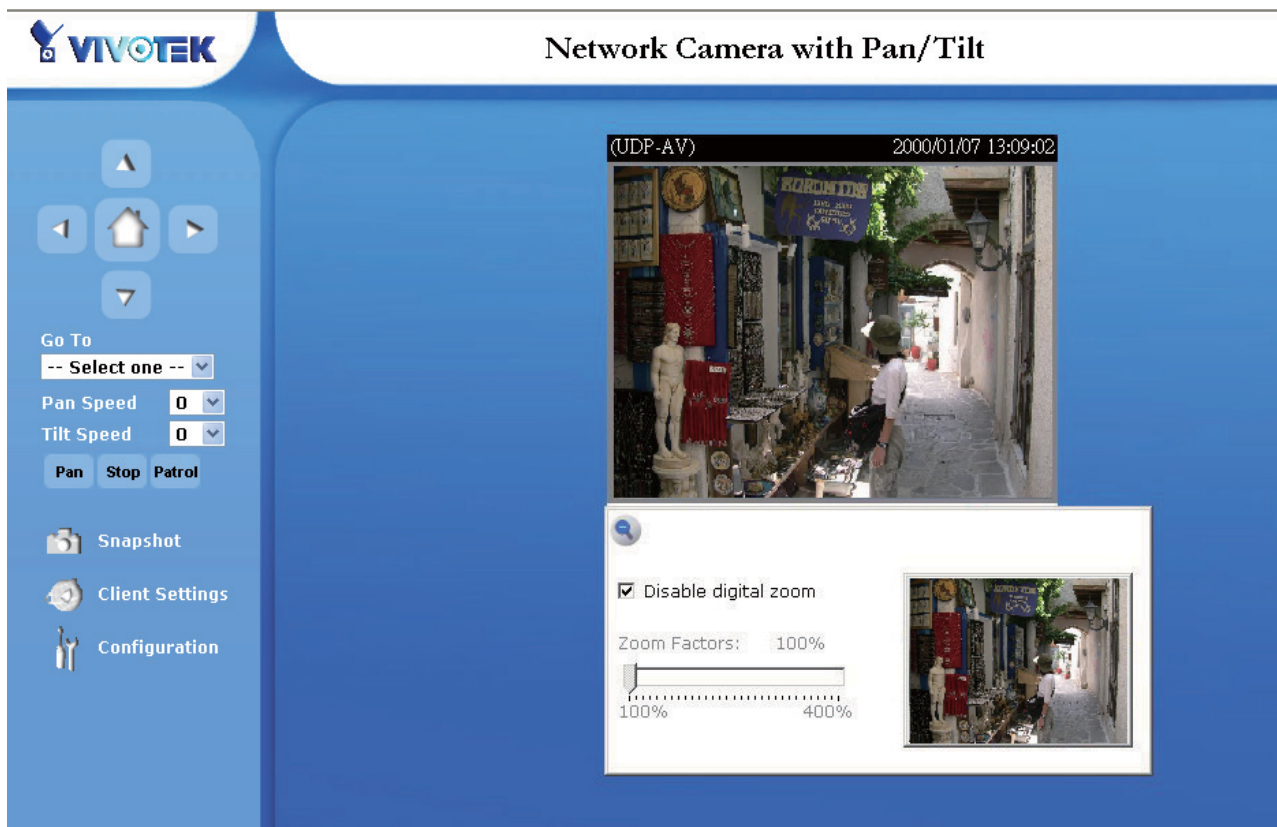 VIVOTEK
Network Camera with Pan/Tilt
(UDP-AV) 2000/01/07 13:09:02
Go To
-- Select one --
Pan Speed 0
Tilt Speed 0
Pan Stop Patrol
Snapshot
Client Settings
Configuration
Disable digital zoom
Zoom Factors: 100%
100% 400%